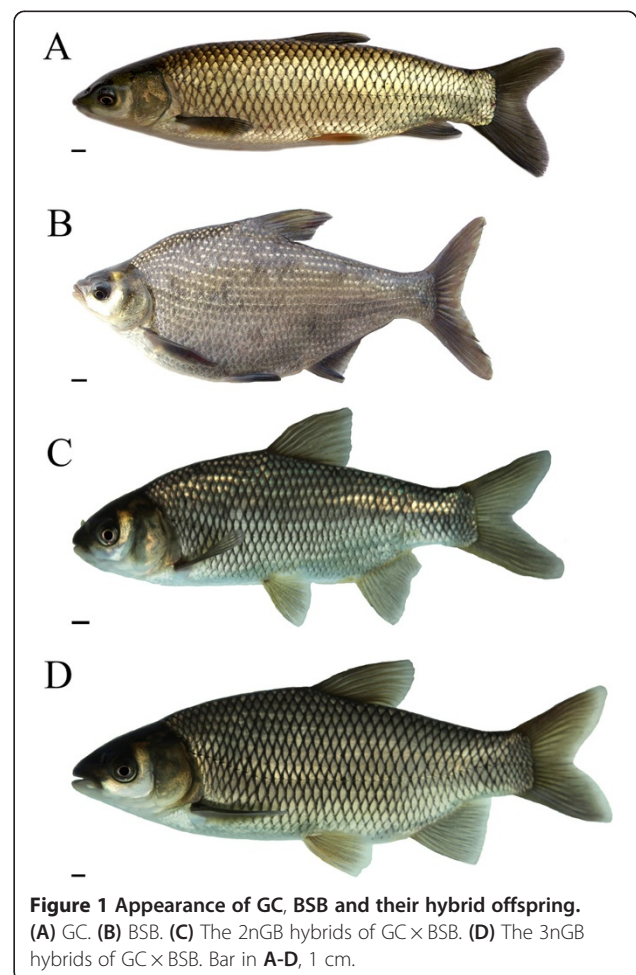 A
B
C
D
Figure 1 Appearance of GC, BSB and their hybrid offspring.
(A) GC. (B) BSB. (C) The 2nGB hybrids of GC × BSB. (D) The 3nGB
hybrids of GC × BSB. Bar in A-D, 1 cm.